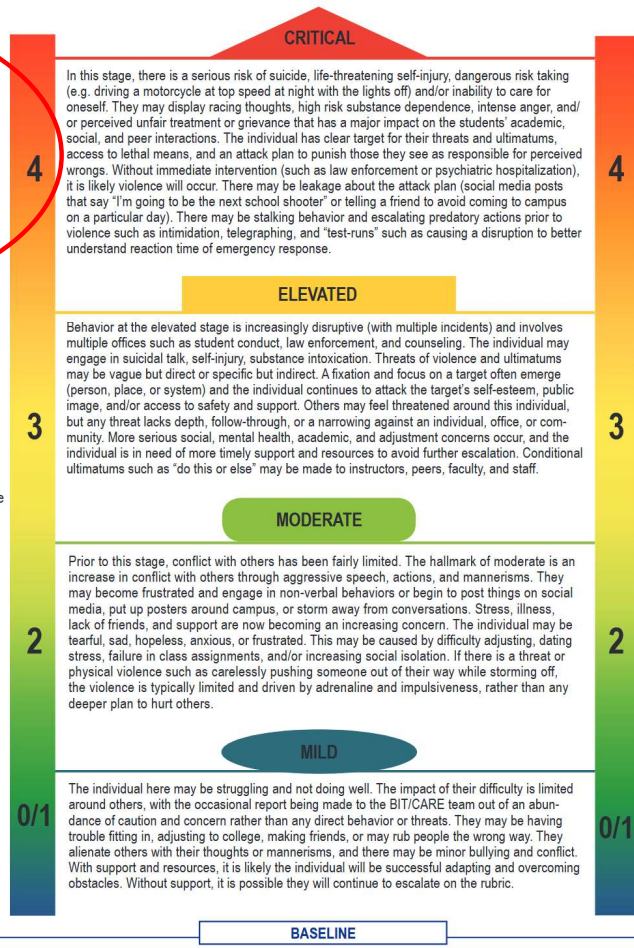 CRITICAL
In this stage, there is a serious risk of suicide, life-threatening self-injury, dangerous risk taking
(e.g. driving a motorcycle at top speed at night with the lights off) and/or inability to care for
oneself. They may display racing thoughts, high risk substance dependence, intense anger, and/
or perceived unfair treatment or grievance that has a major impact on the students' academic,
social, and peer interactions. The individual has clear target for their threats and ultimatums,
access to lethal means, and an attack plan to punish those they see as responsible for perceived
wrongs. Without immediate intervention (such as law enforcement or psychiatric hospitalization),
it is likely violence will occur. There may be leakage about the attack plan (social media posts
that say "I'm going to be the next school shooter" or telling a friend to avoid coming to campus
on a particular day). There may be stalking behavior and escalating predatory actions prior to
violence such as intimidation, telegraphing, and "test-runs" such as causing a disruption to better
understand reaction time of emergency response.
4
4
ELEVATED
Behavior at the elevated stage is increasingly disruptive (with multiple incidents) and involves
multiple offices such as student conduct, law enforcement, and counseling. The individual may
engage in suicidal talk, self-injury, substance intoxication. Threats of violence and ultimatums
may be vague but direct or specific but indirect. A fixation and focus on a target often emerge
(person, place, or system) and the individual continues to attack the target's self-esteem, public
image, and/or access to safety and support. Others may feel threatened around this individual,
but any threat lacks depth, follow-through, or a narrowing against an individual, office, or com-
munity. More serious social, mental health, academic, and adjustment concerns occur, and the
individual is in need of more timely support and resources to avoid further escalation. Conditional
ultimatums such as "do this or else" may be made to instructors, peers, faculty, and staff.
3
3
MODERATE
Prior to this stage, conflict with others has been fairly limited. The hallmark of moderate is an
increase in conflict with others through aggressive speech, actions, and mannerisms. They
may become frustrated and engage in non-verbal behaviors or begin to post things on social
media, put up posters around campus, or storm away from conversations. Stress, illness,
lack of friends, and support are now becoming an increasing concern. The individual may be
tearful, sad, hopeless, anxious, or frustrated. This may be caused by difficulty adjusting, dating
stress, failure in class assignments, and/or increasing social isolation. If there is a threat or
physical violence such as carelessly pushing someone out of their way while storming off,
the violence is typically limited and driven by adrenaline and impulsiveness, rather than any
deeper plan to hurt others.
2
2
MILD
The individual here may be struggling and not doing well. The impact of their difficulty is limited
around others, with the occasional report being made to the BIT/CARE team out of an abun-
dance of caution and concern rather than any direct behavior or threats. They may be having
trouble fitting in, adjusting to college, making friends, or may rub people the wrong way. They
alienate others with their thoughts or mannerisms, and there may be minor bullying and conflict.
With support and resources, it is likely the individual will be successful adapting and overcoming
obstacles. Without support, it is possible they will continue to escalate on the rubric.
0/1
0/1
BASELINE